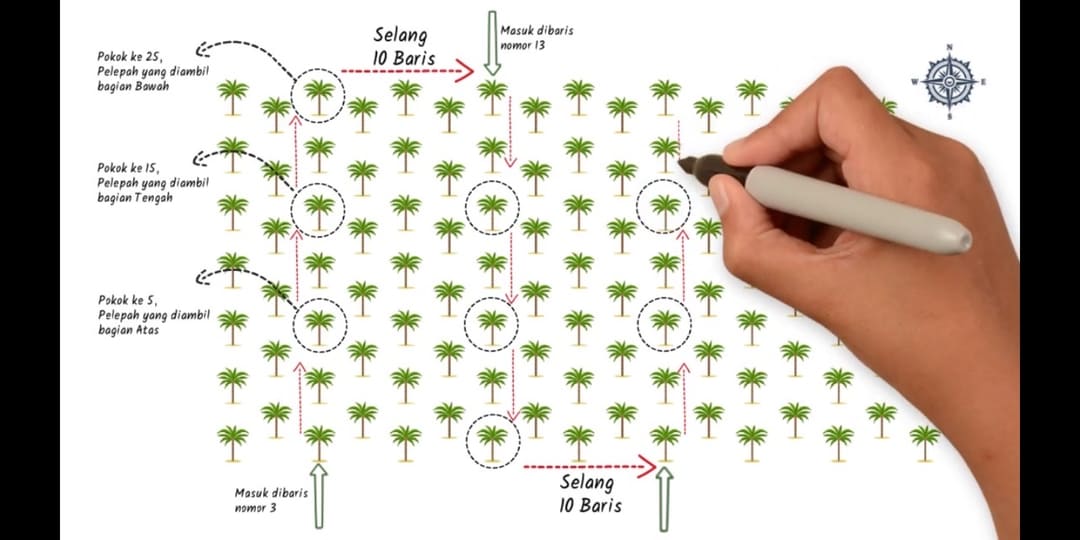 Selang
10 Baris
Masuk dibaris
nomor 13
Pokok ke 25,
Pelepah yang diambil
bagian Bawah
Pokok ke 15,
Pelepah yang diambil
bagian Tengah
Pokok ke 5,
Pelepah yang diambil
bagian Atas
Masuk dibaris
nomor 3
Selang
10 Baris
N
W
E
S